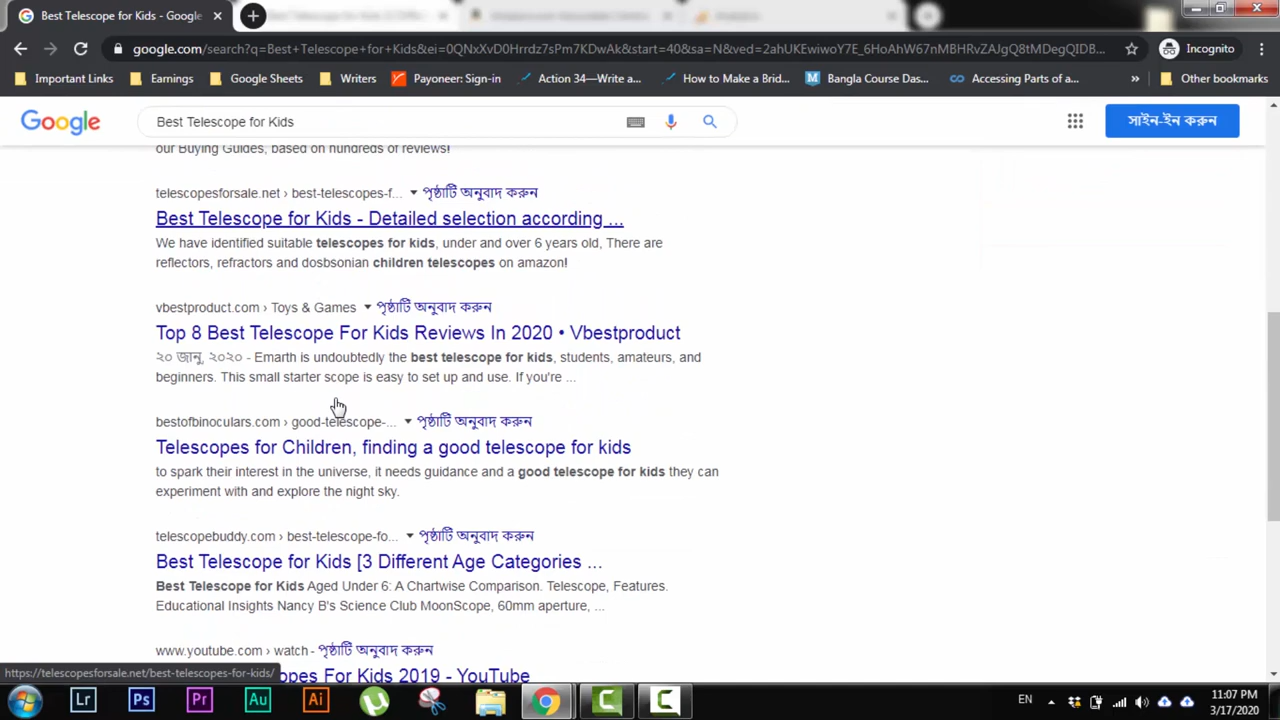 Best Telescope for Kids - Google
google.com/search?q=Best+Telescope+for+Kids&ei=0QNxXvD0Hrrdz7sPm7KDwAk&start=40&sa=N&ved=2ahUKEwiwoY7E_6HoAhW67nMBHRvZAJgQ8tMDegQIDB...
Incognito
Important Links
Earnings
Google Sheets
Writers
Payoneer: Sign-in
Action 34—Write a...
How to Make a Brid...
Bangla Course Das...
Accessing Parts of a...
»
Other bookmarks
Google
Best Telescope for Kids
সাইন-ইন করুন
our Buying Guides, based on hundreds of reviews!
telescopesforsale.net › best-telescopes-f... পৃষ্ঠাটি অনুবাদ করুন
Best Telescope for Kids - Detailed selection according ...
We have identified suitable telescopes for kids, under and over 6 years old, There are
reflectors, refractors and dosbsonian children telescopes on amazon!
vbestproduct.com › Toys & Games পৃষ্ঠাটি অনুবাদ করুন
Top 8 Best Telescope For Kids Reviews In 2020 • Vbestproduct
২০ জানু, ২০২০ - Emarth is undoubtedly the best telescope for kids, students, amateurs, and
beginners. This small starter scope is easy to set up and use. If you're ...
bestofbinoculars.com › good-telescope-... পৃষ্ঠাটি অনুবাদ করুন
Telescopes for Children, finding a good telescope for kids
to spark their interest in the universe, it needs guidance and a good telescope for kids they can
experiment with and explore the night sky.
telescopebuddy.com › best-telescope-fo... পৃষ্ঠাটি অনুবাদ করুন
Best Telescope for Kids [3 Different Age Categories ...
Best Telescope for Kids Aged Under 6: A Chartwise Comparison. Telescope, Features.
Educational Insights Nancy B's Science Club MoonScope, 60mm aperture, ...
www.youtube.com › watch - পৃষ্ঠাটি অনুবাদ করুন
opes For Kids 2019 - YouTube
https://telescopesforsale.net/best-telescopes-for-kids/
Lr
Ps
Pr
Au
Ai
EN
11:07 PM
3/17/2020